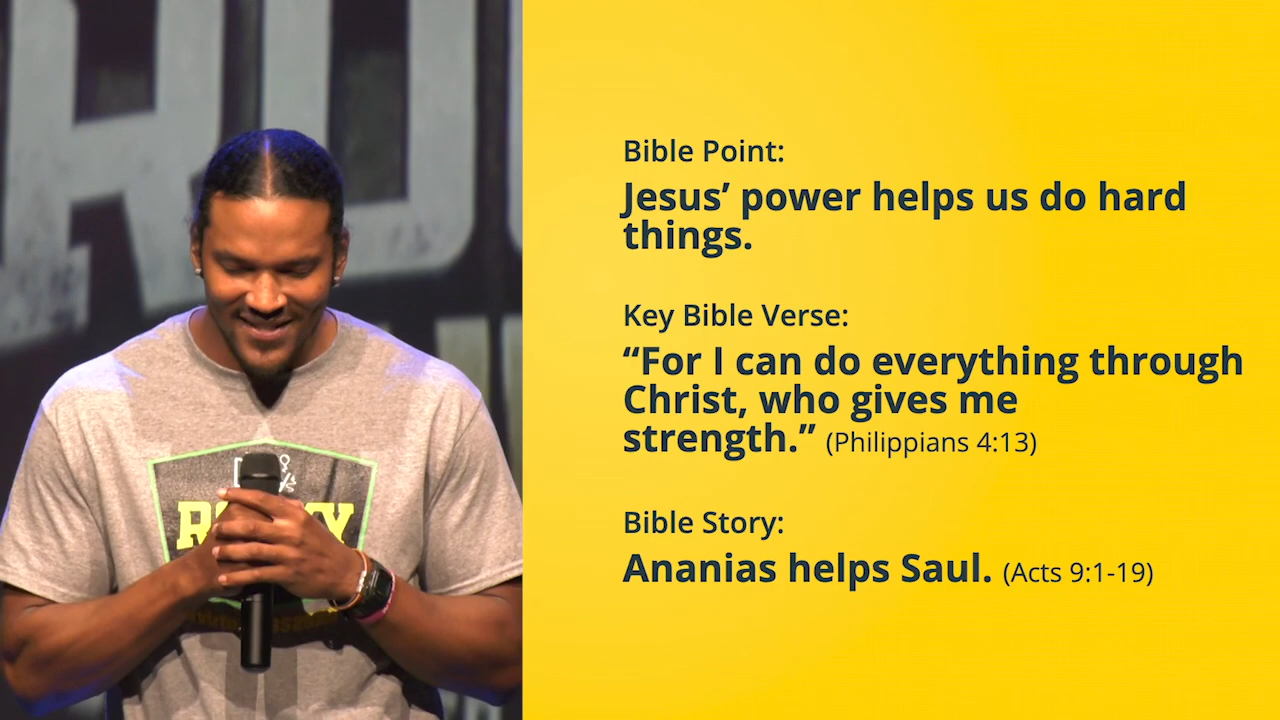 Bible Point:
Jesus’ power helps us do hard
things.
Key Bible Verse:
“For I can do everything through
Christ, who gives me
strength.” (Philippians 4:13)
Bible Story:
Ananias helps Saul. (Acts 9:1-19)